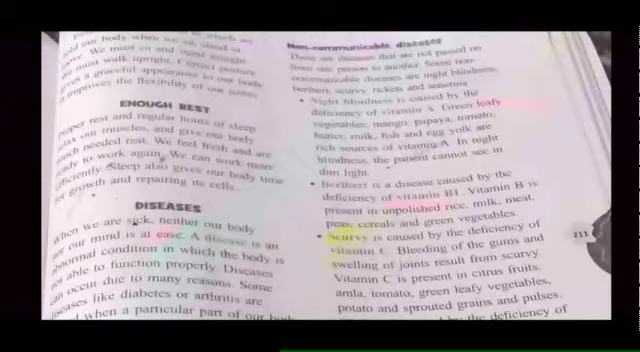 in which we
hold our body when we sit, stand or
move. We must sit and stand straight
We must walk upright. Correct posture
gives a graceful appearance to our body.
It improves the flexibility of our joints.
ENOUGH REST
Proper rest and regular hours of sleep
relax our muscles, and give our body
much needed rest. We feel fresh and are
ready to work again. We can work more
efficiently. Sleep also gives our body time
for growth and repairing its cells.
DISEASES
When we are sick, neither our body
nor our mind is at ease. A disease is an
abnormal condition in which the body is
not able to function properly. Diseases
can occur due to many reasons. Some
diseases like diabetes or arthritis are
when a particular part of our body
Non-communicable diseases
These are diseases that are not passed on
from one person to another. Some non-
communicable diseases are night blindness,
beriberi, scurvy, rickets and anaemia
• Night blindness is caused by the
deficiency of vitamin A. Green leafy
vegetables, mango, papaya, tomato,
butter, milk, fish and egg yolk are
rich sources of vitamin A. In night
blindness, the patient cannot see in
dim light.
• Beriberi is a disease caused by the
deficiency of vitamin B1. Vitamin B is
present in unpolished rice, milk, meat,
peas, cereals and green vegetables.
• Scurvy is caused by the deficiency of
vitamin C. Bleeding of the gums and
swelling of joints result from scurvy.
Vitamin C is present in citrus fruits,
amla, tomato, green leafy vegetables,
potato and sprouted grains and pulses.
by the deficiency of
211